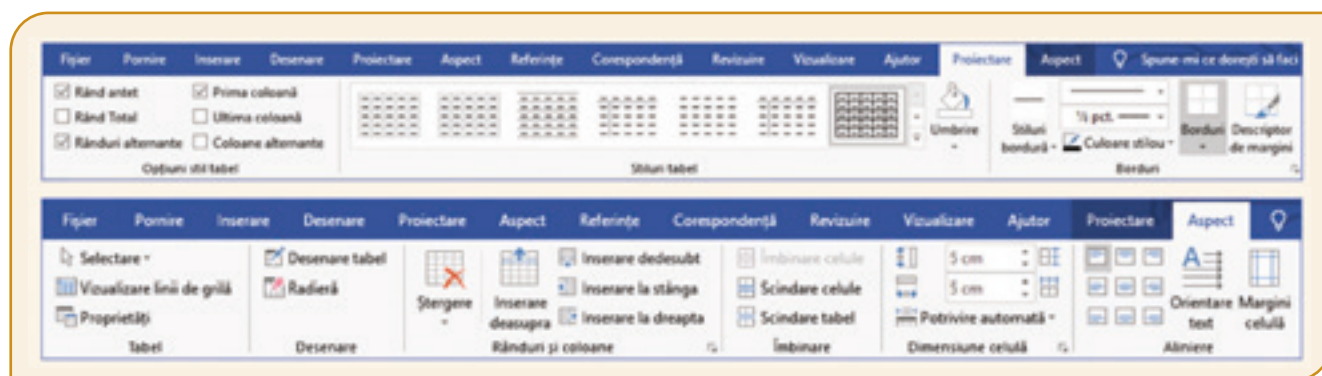 Fișier Pornire Inserare Desenare Proiectare Aspect Referințe Corespondență Revizuire Vizualizare Ajutor Proiectare Aspect Spune-mi ce dorești să faci
Rând antet Prima coloană
Rând Total Ultima coloană
Rânduri alternante Coloane alternante
Opțiuni stil tabel
Stiluri tabel
Umbrire
Stiluri bordură
½ pct.
Culoare stilou
Borduri
Descriptor de margini
Borduri
Fișier Pornire Inserare Desenare Proiectare Aspect Referințe Corespondență Revizuire Vizualizare Ajutor Proiectare Aspect
Selectare
Vizualizare linii de grilă
Proprietăți
Tabel
Desenare tabel
Radieră
Desenare
Ștergere
Inserare deasupra
Inserare dedesubt
Inserare la stânga
Inserare la dreapta
Rânduri și coloane
Îmbinare celule
Scindare celule
Scindare tabel
Îmbinare
5 cm
5 cm
Potrivire automată
Dimensiune celulă
Orientare text
Margini celulă
Aliniere